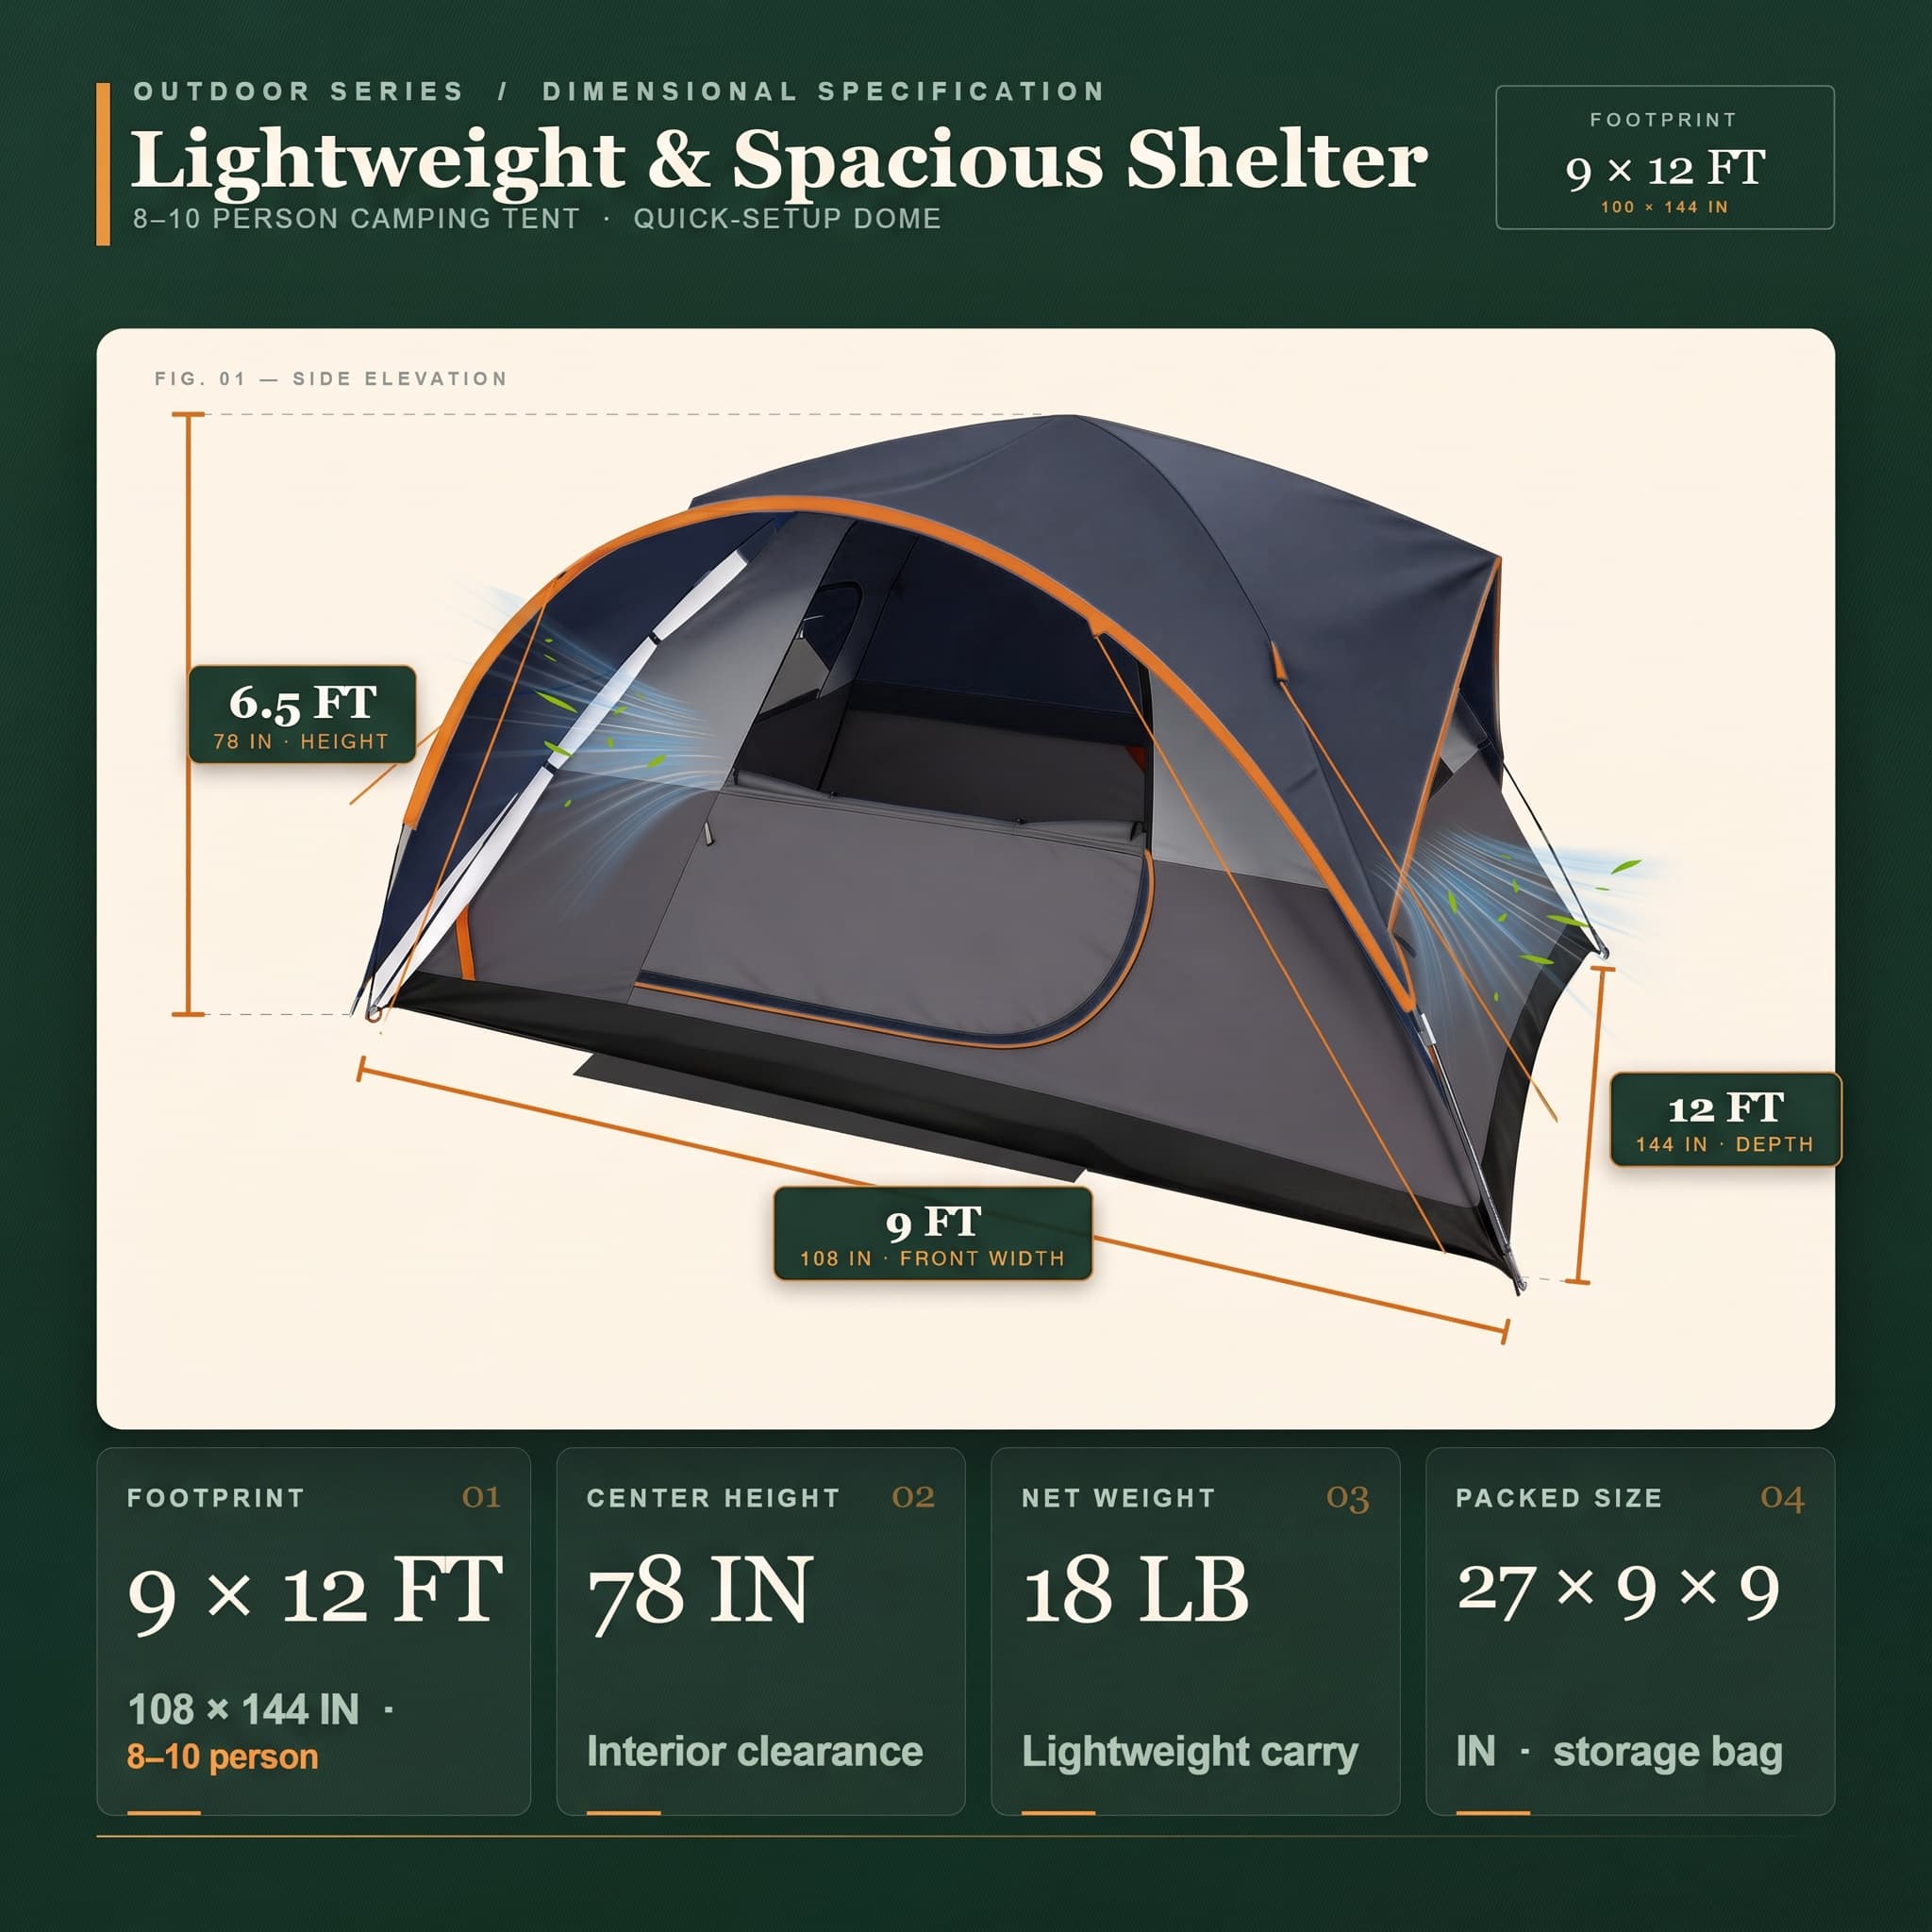 OUTDOOR SERIES / DIMENSIONAL SPECIFICATION
Lightweight & Spacious Shelter
8–10 PERSON CAMPING TENT · QUICK-SETUP DOME
FOOTPRINT
9 × 12 FT
100 × 144 IN
FIG. 01 — SIDE ELEVATION
6.5 FT
78 IN · HEIGHT
12 FT
144 IN · DEPTH
9 FT
108 IN · FRONT WIDTH
FOOTPRINT 01
9 × 12 FT
108 × 144 IN ·
8–10 person
CENTER HEIGHT 02
78 IN
Interior clearance
NET WEIGHT 03
18 LB
Lightweight carry
PACKED SIZE 04
27 × 9 × 9
IN · storage bag